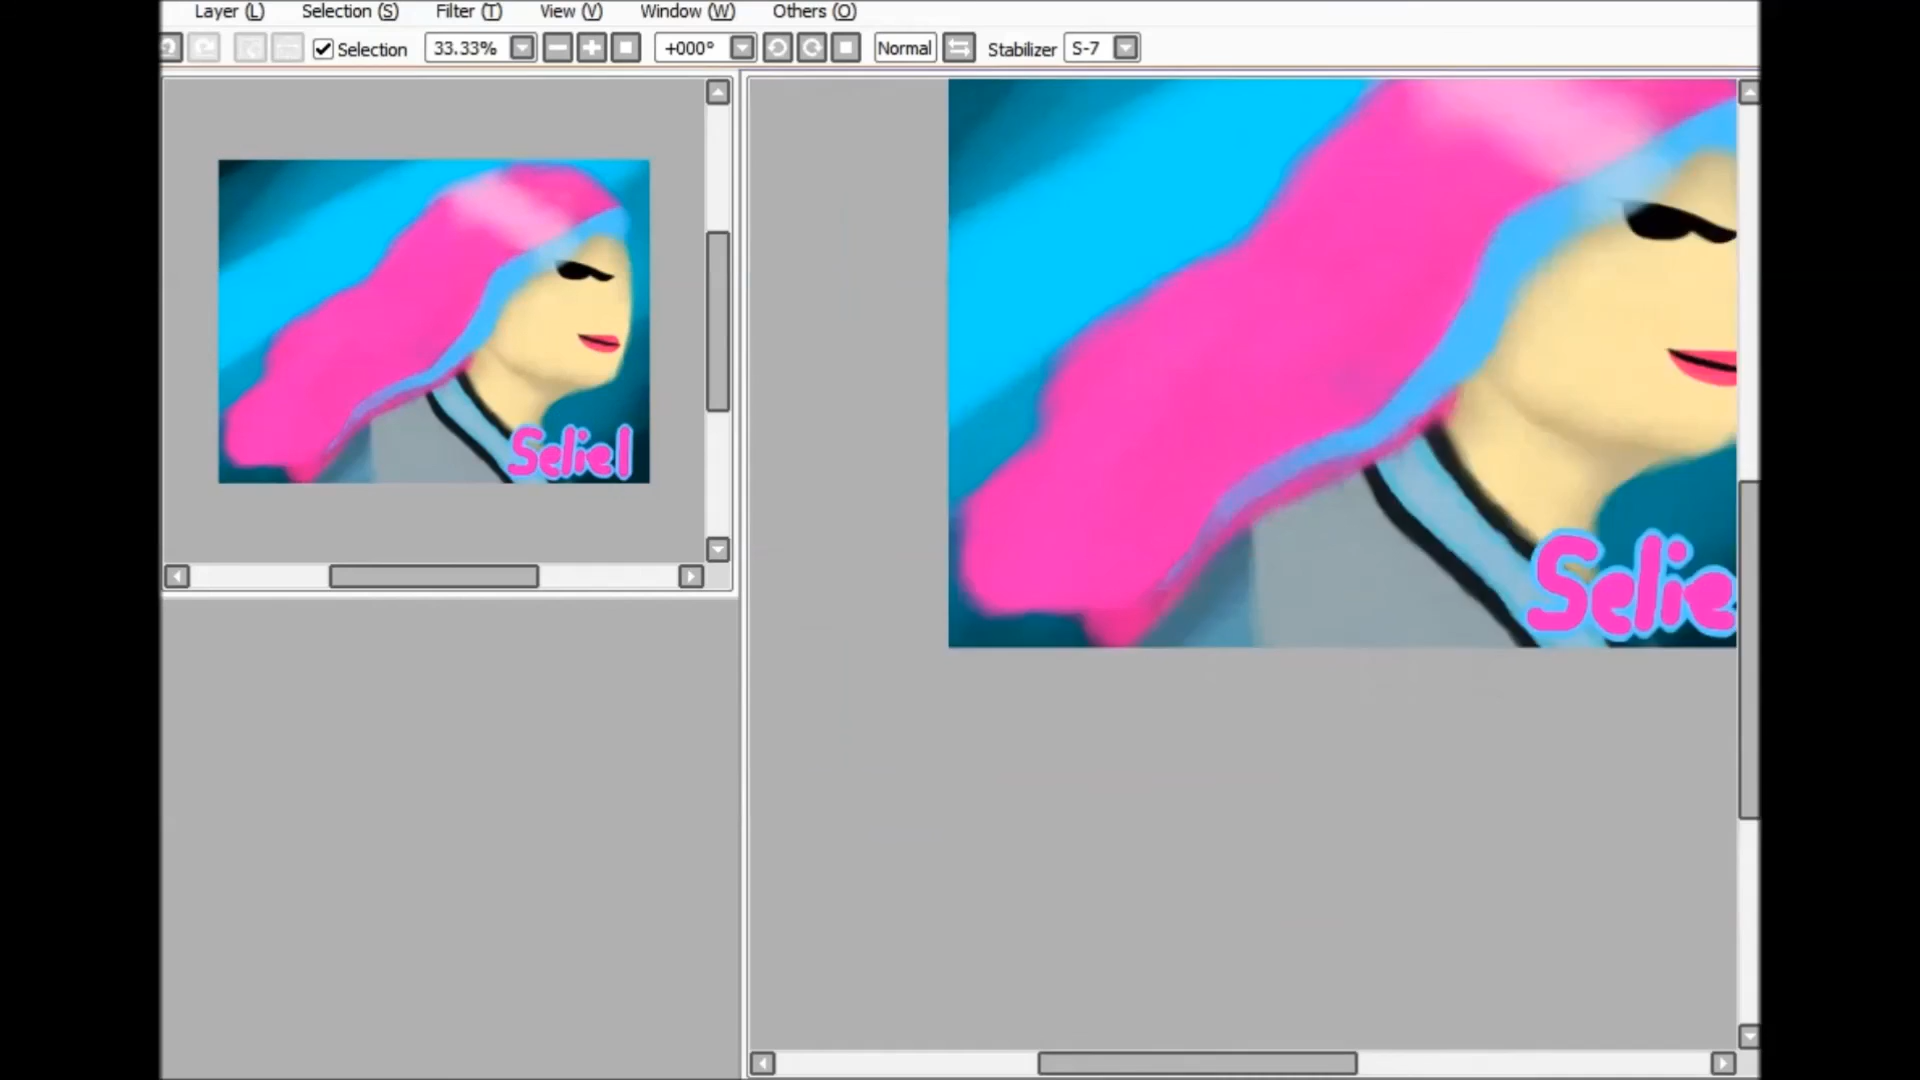 Layer (L) Selection (S) Filter (T) View (V) Window (W) Others (O)
Selection 33.33% +000° Normal Stabilizer S-7
Seliel
Selie